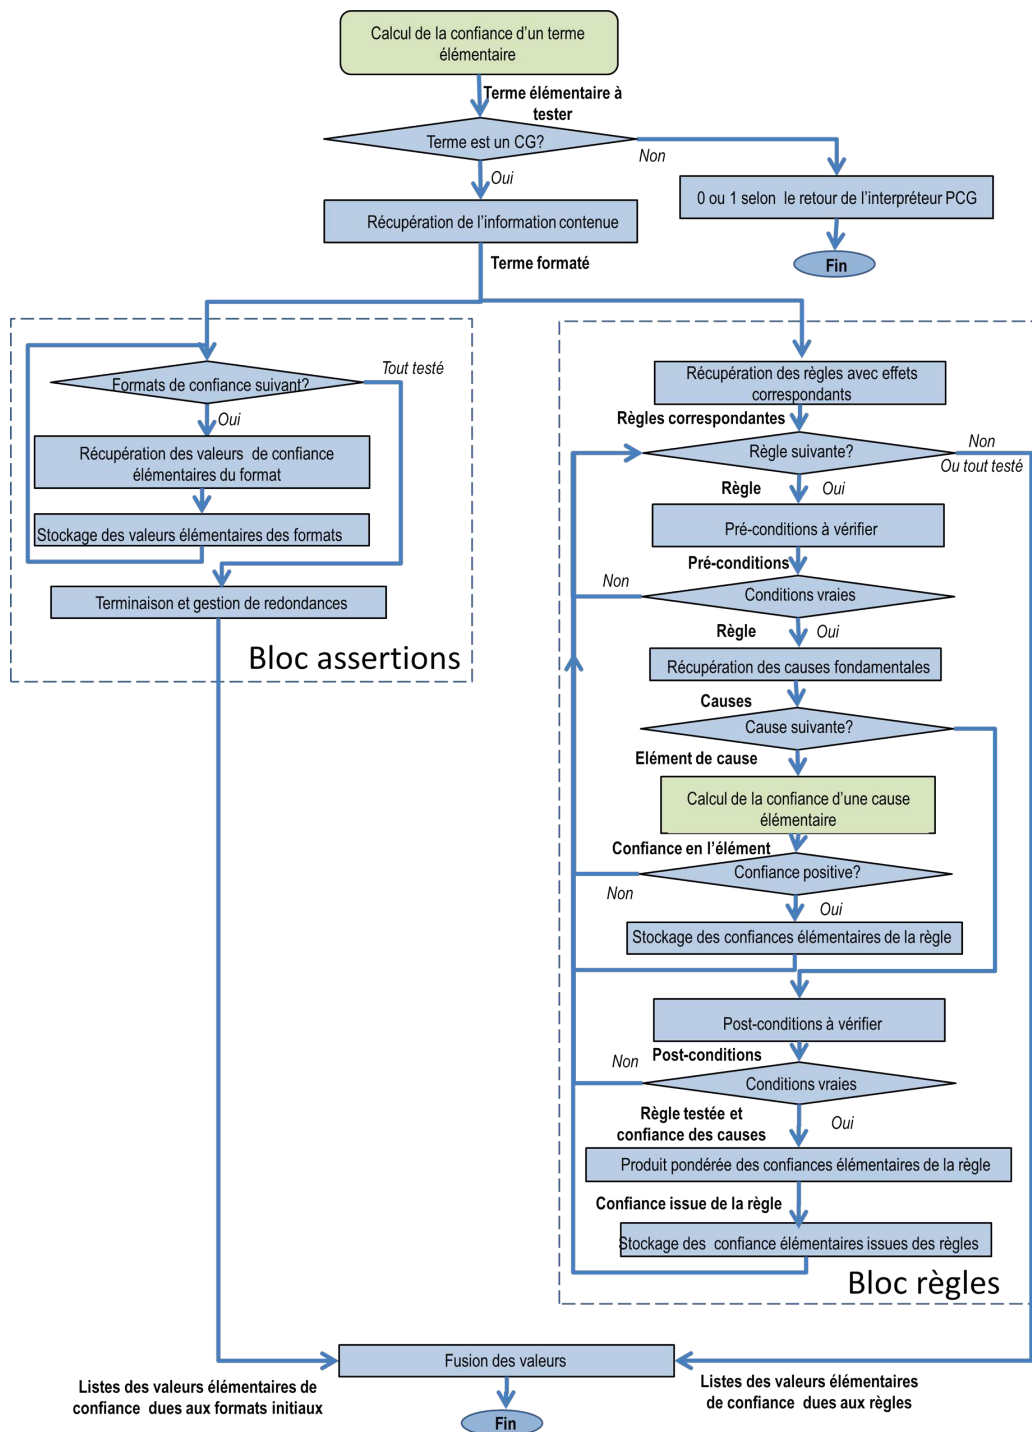 Calcul de la confiance d'un terme
élémentaire
Terme élémentaire à
tester
Terme est un CG?
Non
Oui
0 ou 1 selon le retour de l'interpréteur PCG
Récupération de l'information contenue
Terme formaté
Fin
Formats de confiance suivant?
Tout testé
Oui
Récupération des valeurs de confiance
élémentaires du format
Stockage des valeurs élémentaires des formats
Terminaison et gestion de redondances
Bloc assertions
Récupération des règles avec effets
correspondants
Règles correspondantes
Règle suivante?
Non
Ou tout testé
Règle
Oui
Pré-conditions à vérifier
Pré-conditions
Non
Conditions vraies
Règle
Oui
Récupération des causes fondamentales
Causes
Cause suivante?
Elément de cause
Calcul de la confiance d'une cause
élémentaire
Confiance en l'élément
Confiance positive?
Non
Oui
Stockage des confiances élémentaires de la règle
Post-conditions à vérifier
Post-conditions
Non
Conditions vraies
Règle testée et
confiance des causes
Oui
Produit pondérée des confiances élémentaires de la règle
Confiance issue de la règle
Stockage des confiance élémentaires issues des règles
Bloc règles
Fusion des valeurs
Listes des valeurs élémentaires de
confiance dues aux formats initiaux
Listes des valeurs élémentaires
de confiance dues aux règles
Fin